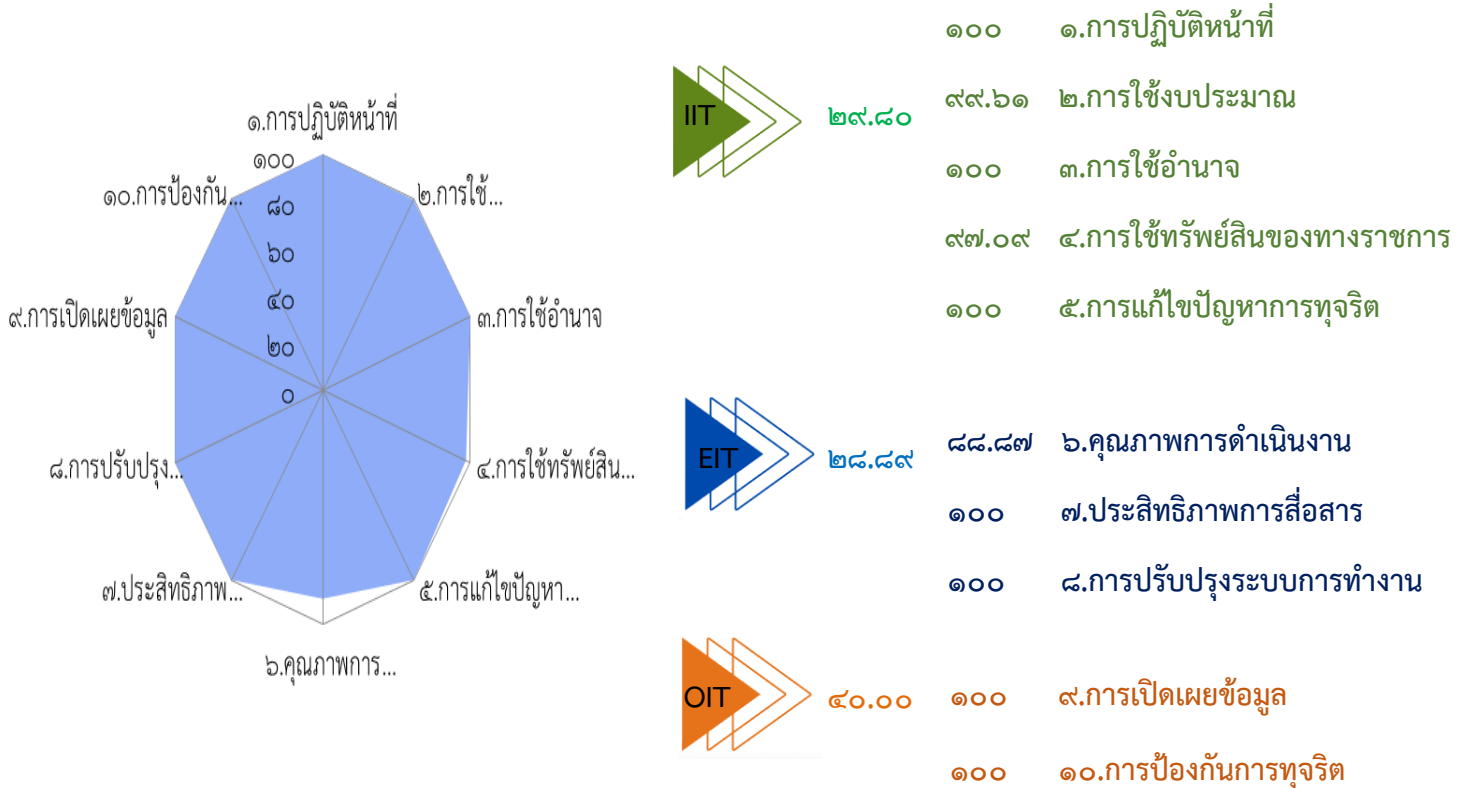 ๑.การปฏิบัติหน้าที่
๑๐๐
๑๐.การป้องกัน...
๘๐
๒.การใช้...
๖๐
๔๐
๙.การเปิดเผยข้อมูล
๓.การใช้อำนาจ
๒๐
๐
๘.การปรับปรุง...
๔.การใช้ทรัพย์สิน...
๗.ประสิทธิภาพ...
๕.การแก้ไขปัญหา...
๖.คุณภาพการ...
IIT ๒๙.๘๐
๑๐๐ ๑.การปฏิบัติหน้าที่
๙๙.๖๑ ๒.การใช้งบประมาณ
๑๐๐ ๓.การใช้อำนาจ
๙๗.๐๙ ๔.การใช้ทรัพย์สินของทางราชการ
๑๐๐ ๕.การแก้ไขปัญหาการทุจริต
EIT ๒๘.๘๙
๘๘.๘๗ ๖.คุณภาพการดำเนินงาน
๑๐๐ ๗.ประสิทธิภาพการสื่อสาร
๑๐๐ ๘.การปรับปรุงระบบการทำงาน
OIT ๔๐.๐๐
๑๐๐ ๙.การเปิดเผยข้อมูล
๑๐๐ ๑๐.การป้องกันการทุจริต